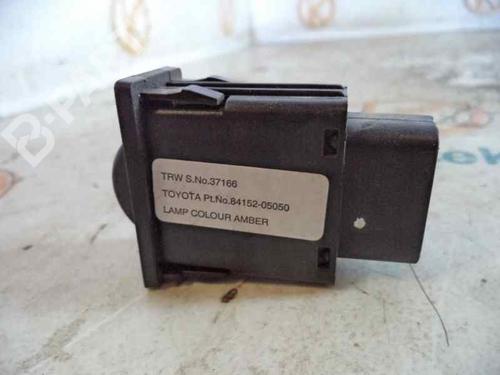 TRW S.No.37166
TOYOTA Pt.No.84152-05050
LAMP COLOUR AMBER